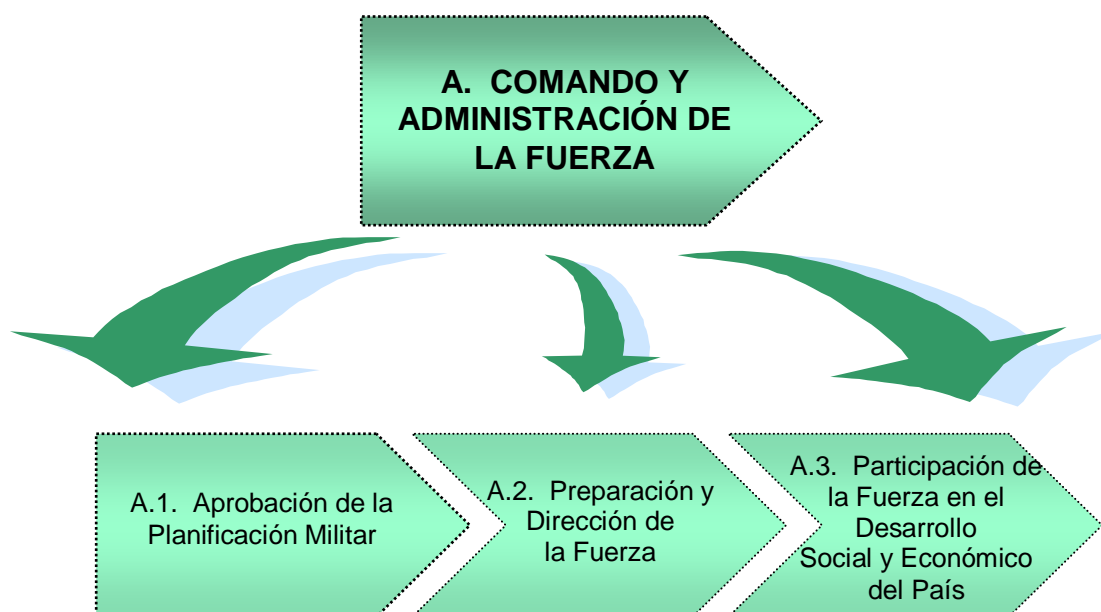 A. COMANDO Y
ADMINISTRACIÓN DE
LA FUERZA
A.1. Aprobación de la
Planificación Militar
A.2. Preparación y
Dirección de
la Fuerza
A.3. Participación de
la Fuerza en el
Desarrollo
Social y Económico
del País